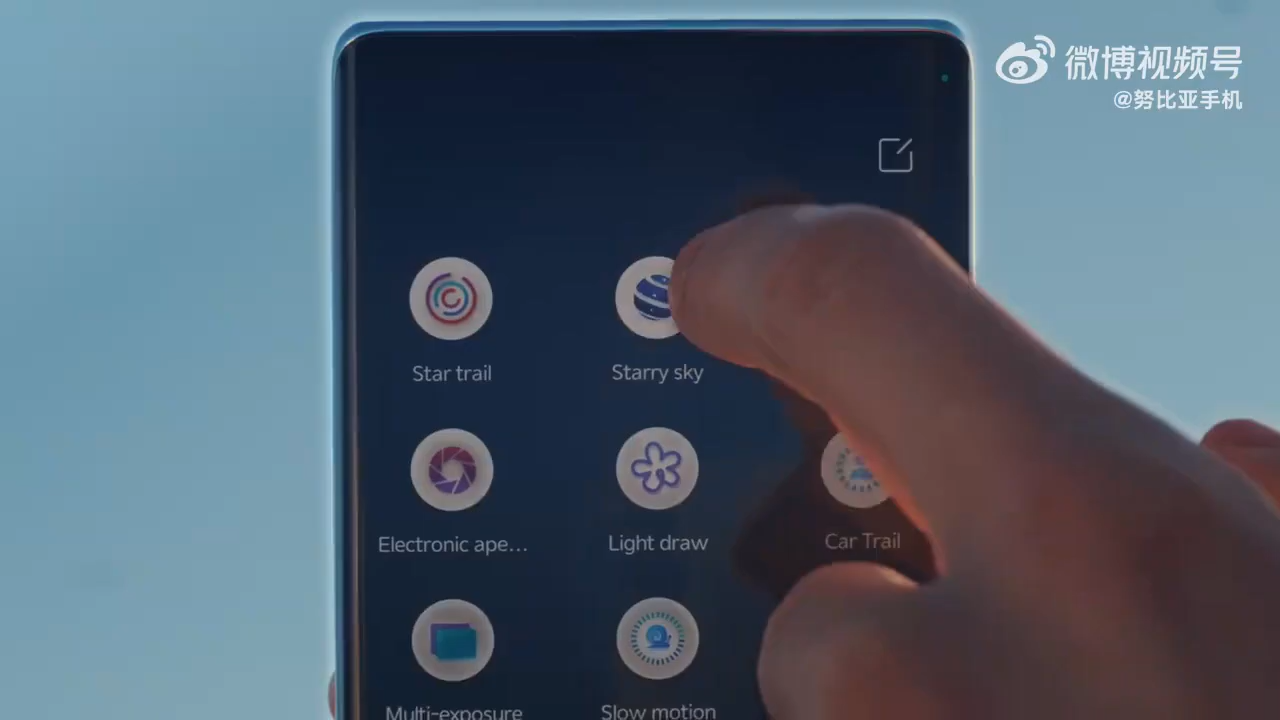 微博视频号
@努比亚手机
Star trail
Starry sky
Electronic ape...
Light draw
Car Trail
Multi-exposure
Slow motion